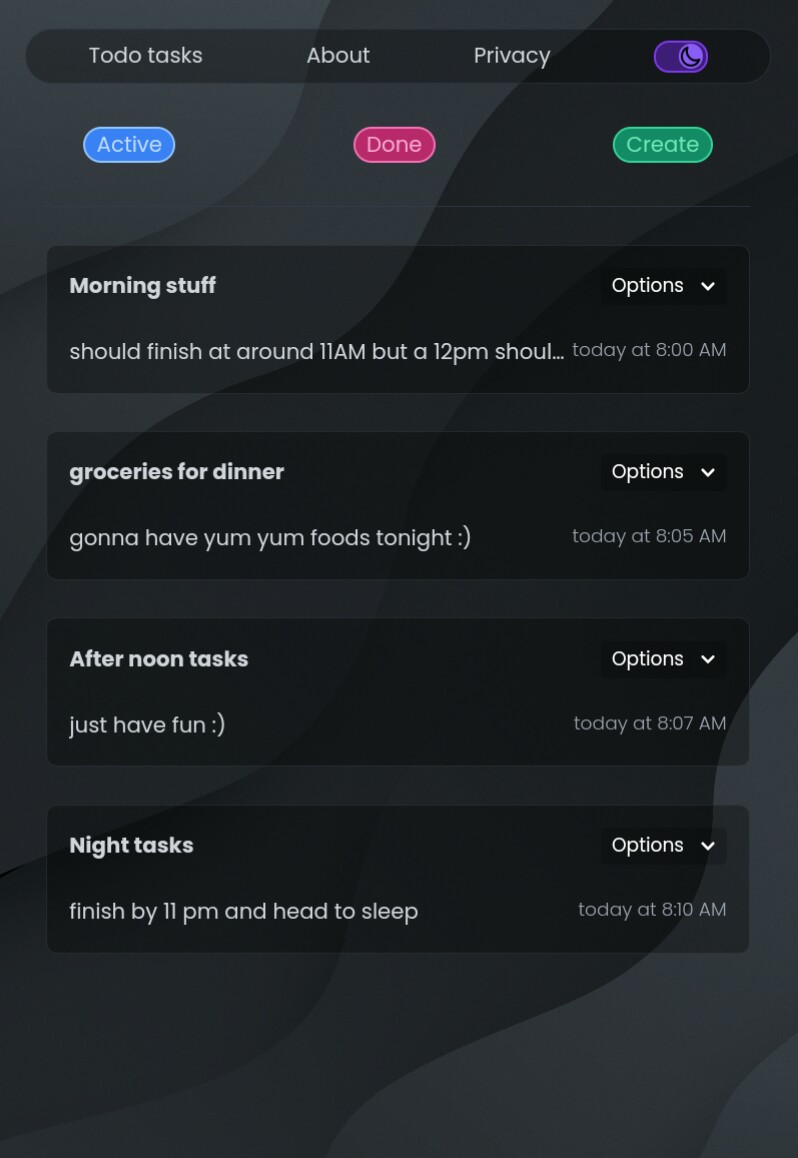 Todo tasks About Privacy
Active Done Create
Morning stuff Options
should finish at around 11AM but a 12pm shoul... today at 8:00 AM
groceries for dinner Options
gonna have yum yum foods tonight :) today at 8:05 AM
After noon tasks Options
just have fun :) today at 8:07 AM
Night tasks Options
finish by 11 pm and head to sleep today at 8:10 AM